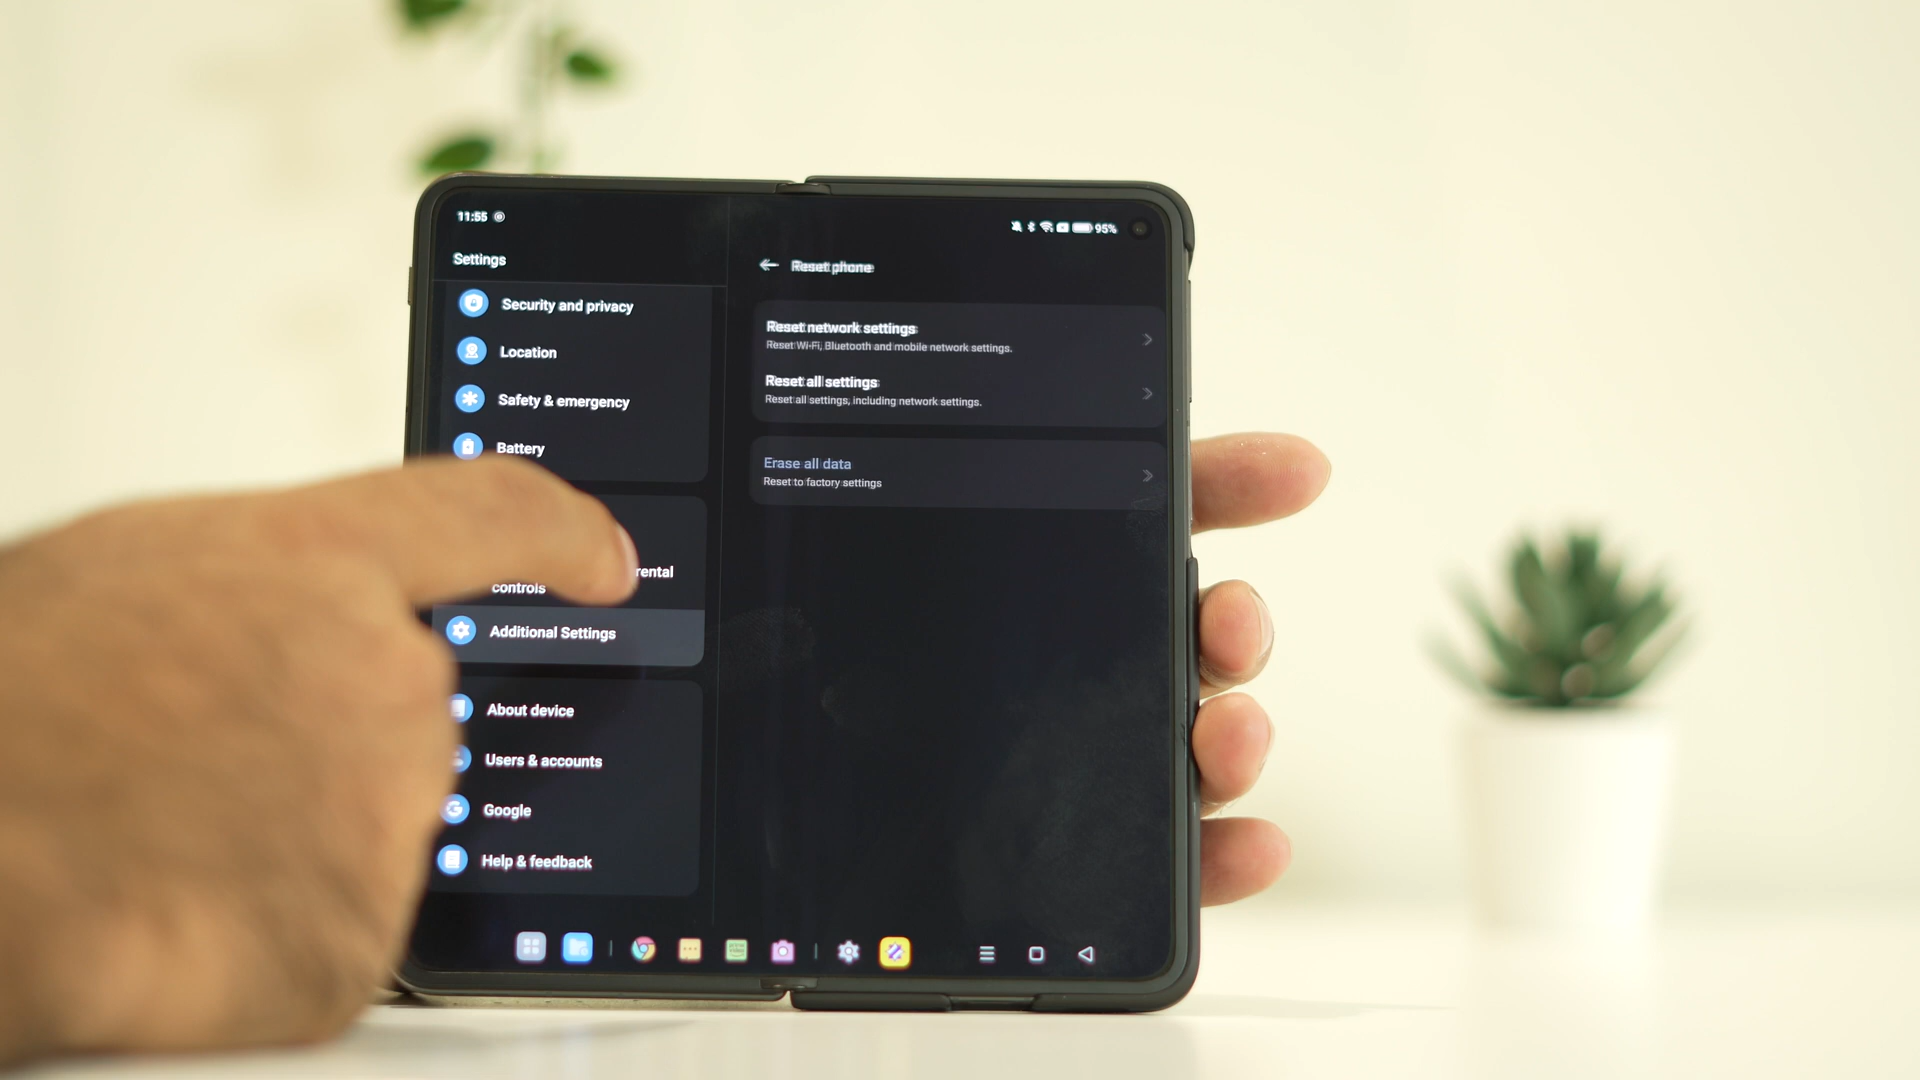 11:55
95%
Settings
Security and privacy
Location
Safety & emergency
Battery
controls
Additional Settings
About device
Users & accounts
Google
Help & feedback
Reset phone
Reset network settings
Reset Wi-Fi, Bluetooth and mobile network settings.
Reset all settings
Reset all settings, including network settings.
Erase all data
Reset to factory settings